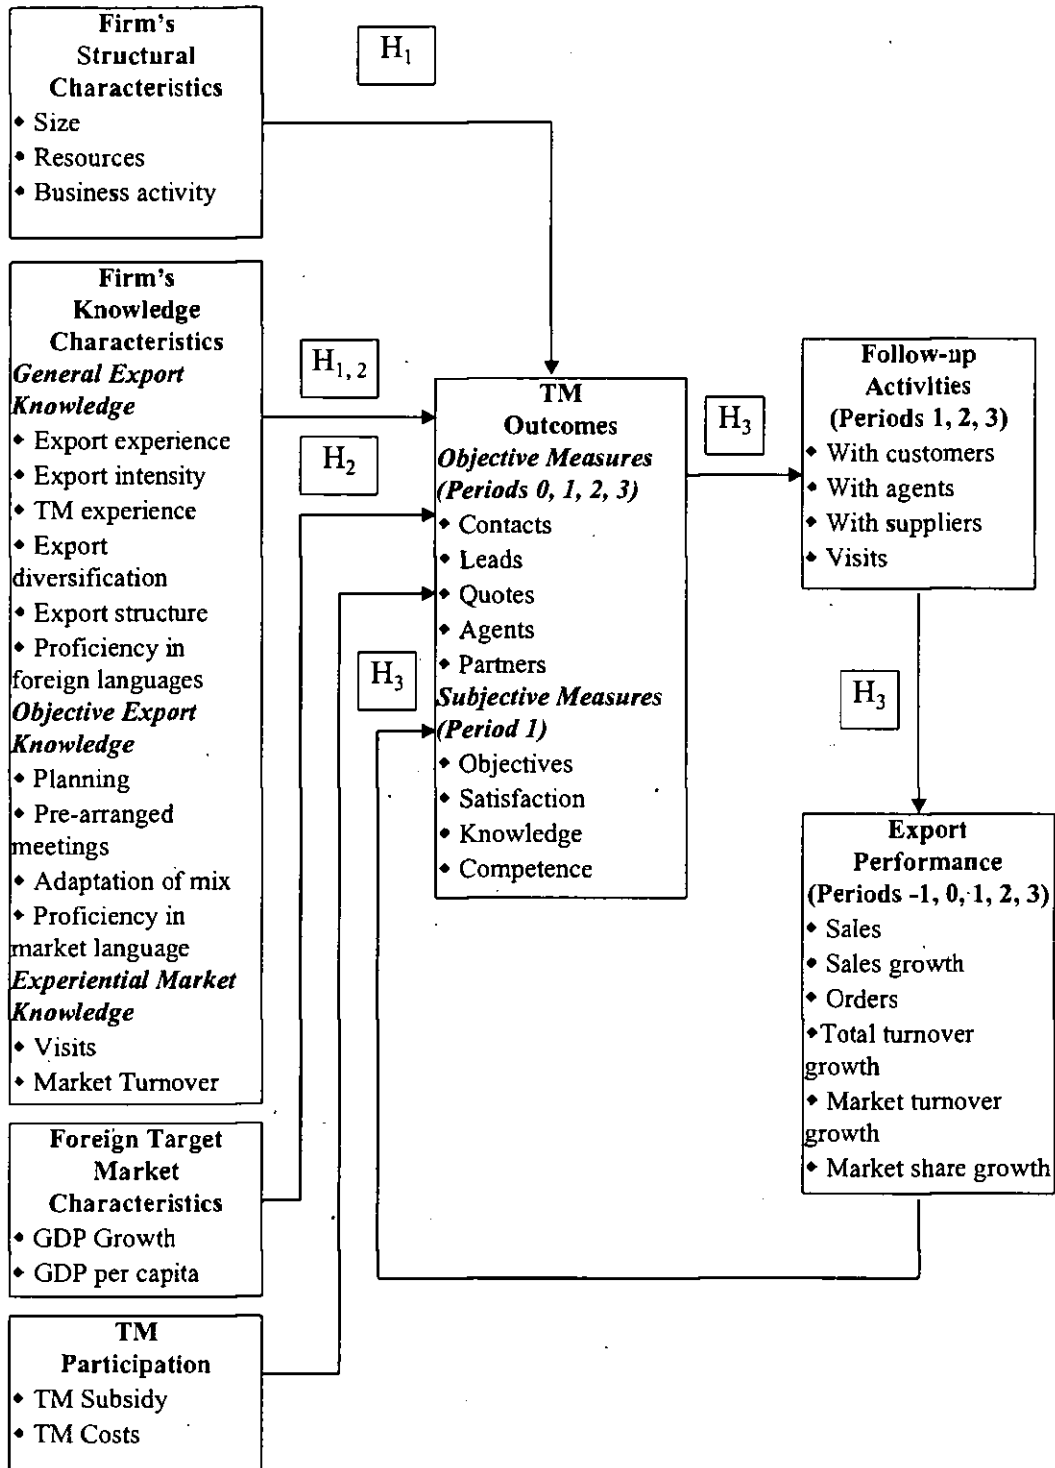 Firm's
Structural
Characteristics
• Size
• Resources
• Business activity
H1
Firm's
Knowledge
Characteristics
General Export
Knowledge
• Export experience
• Export intensity
• TM experience
• Export
diversification
• Export structure
• Proficiency in
foreign languages
Objective Export
Knowledge
• Planning
• Pre-arranged
meetings
• Adaptation of mix
• Proficiency in
market language
Experiential Market
Knowledge
• Visits
• Market Turnover
H1, 2
H2
H3
Foreign Target
Market
Characteristics
• GDP Growth
• GDP per capita
TM
Participation
• TM Subsidy
• TM Costs
TM
Outcomes
Objective Measures
(Periods 0, 1, 2, 3)
• Contacts
• Leads
• Quotes
• Agents
• Partners
Subjective Measures
(Period 1)
• Objectives
• Satisfaction
• Knowledge
• Competence
H3
Follow-up
Activities
(Periods 1, 2, 3)
• With customers
• With agents
• With suppliers
• Visits
H3
Export
Performance
(Periods -1, 0, 1, 2, 3)
• Sales
• Sales growth
• Orders
•Total turnover
growth
• Market turnover
growth
• Market share growth